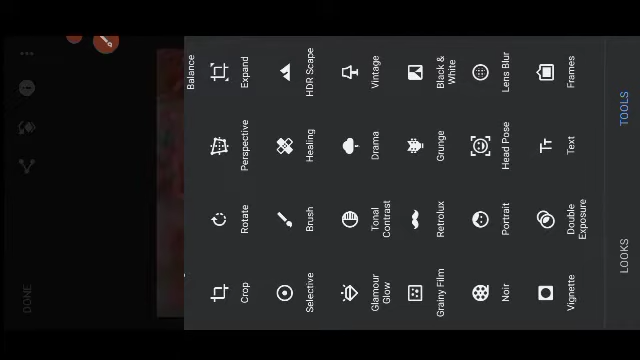 DONE
Balance
Crop Rotate Perspective Expand
Selective Brush Healing HDR Scape
Glamour Glow Tonal Contrast Drama Vintage
Grainy Film Retrolux Grunge Black & White
Noir Portrait Head Pose Lens Blur
Vignette Double Exposure Text Frames
LOOKS TOOLS